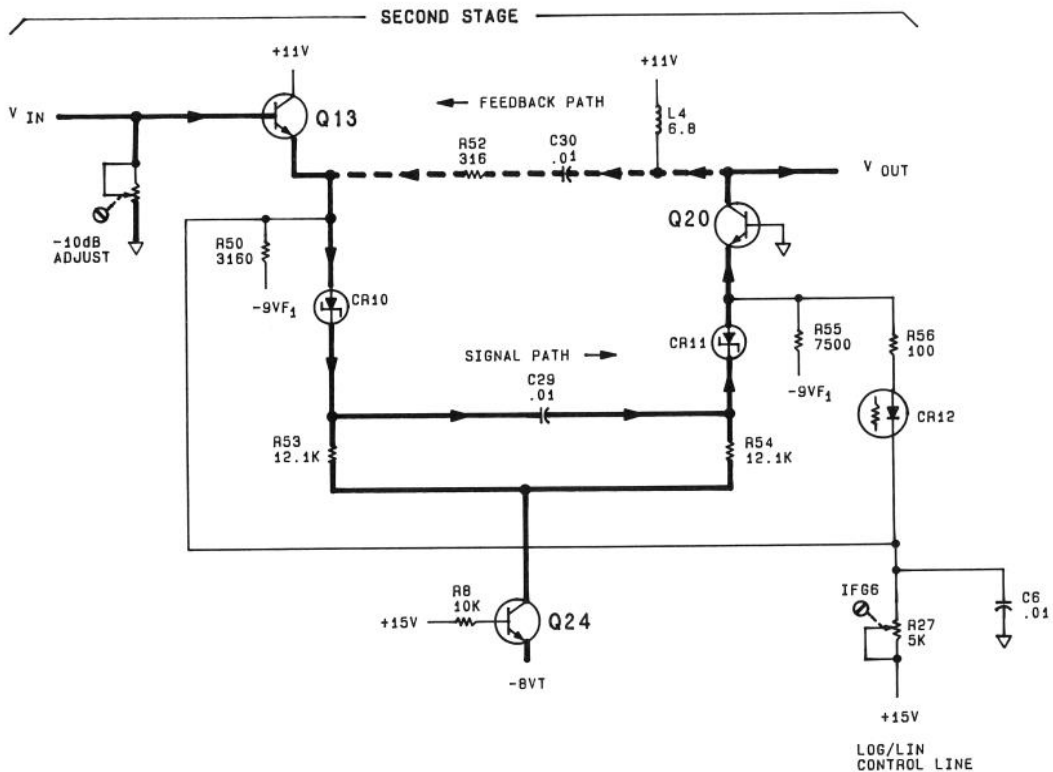 SECOND STAGE
+11V
+11V
V IN
Q13
← FEEDBACK PATH
L4
6.8
R52
316
C30
.01
V OUT
Q20
-10dB
ADJUST
R50
3160
-9VF1
CR10
CR11
R55
7500
-9VF1
R56
100
SIGNAL PATH →
C29
.01
CR12
R53
12.1K
R54
12.1K
R8
10K
+15V
Q24
-8VT
IFG6
R27
5K
C6
.01
+15V
LOG/LIN
CONTROL LINE